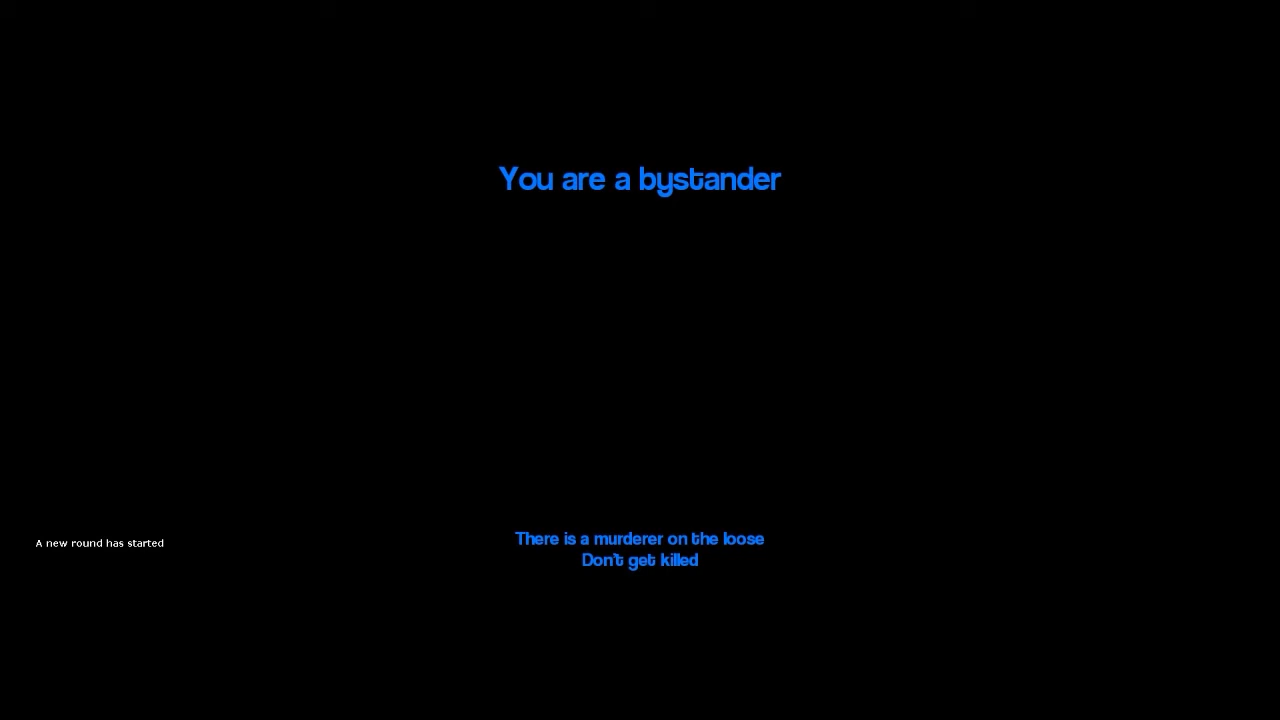 You are a bystander
There is a murderer on the loose
A new round has started
Don't get killed